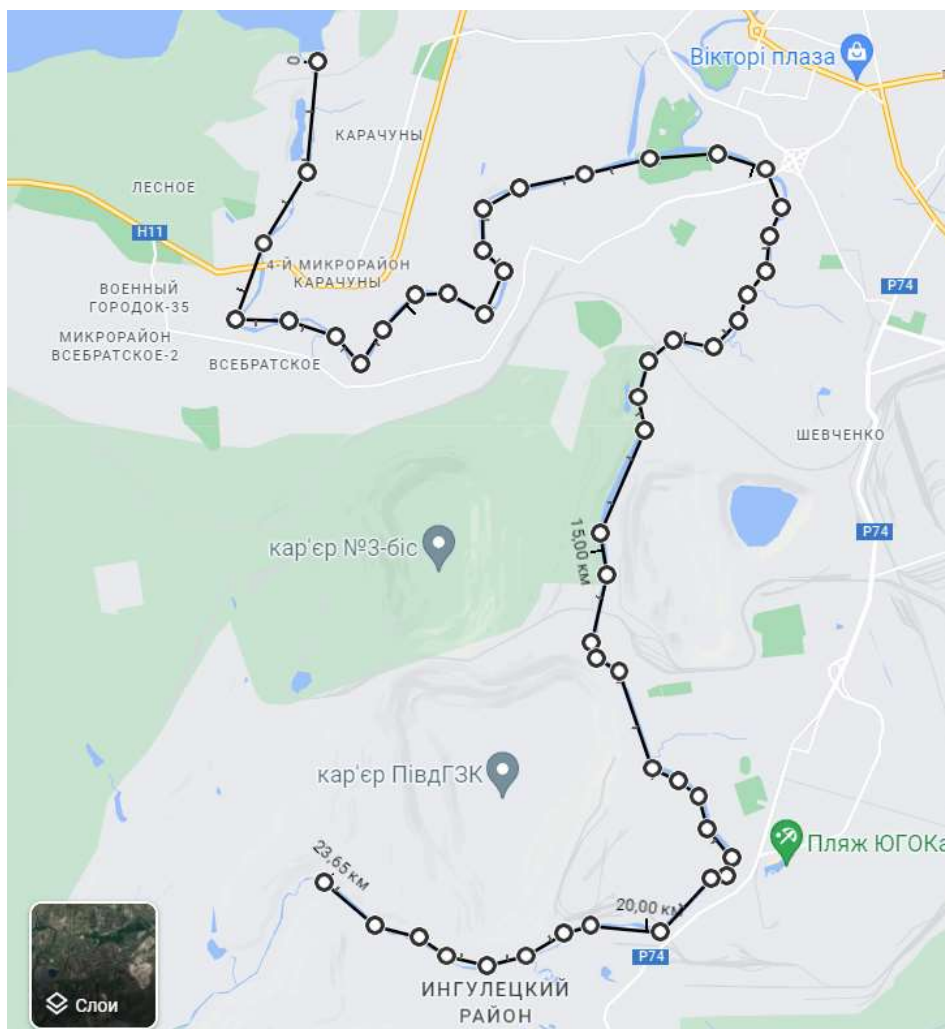 0
Вікторі плаза
КАРАЧУНЫ
ЛЕСНОЕ
Н11
4-Й МИКРОРАЙОН
КАРАЧУНЫ
Р74
ВОЕННЫЙ
ГОРОДОК-35
МИКРОРАЙОН
ВСЕБРАТСКОЕ-2
ВСЕБРАТСКОЕ
ШЕВЧЕНКО
Р74
кар'єр №3-біс
15,00 км
кар'єр ПівдГЗК
Пляж ЮГОКа
23,65 км
20,00 км
Р74
ИНГУЛЕЦКИЙ
РАЙОН
Слои